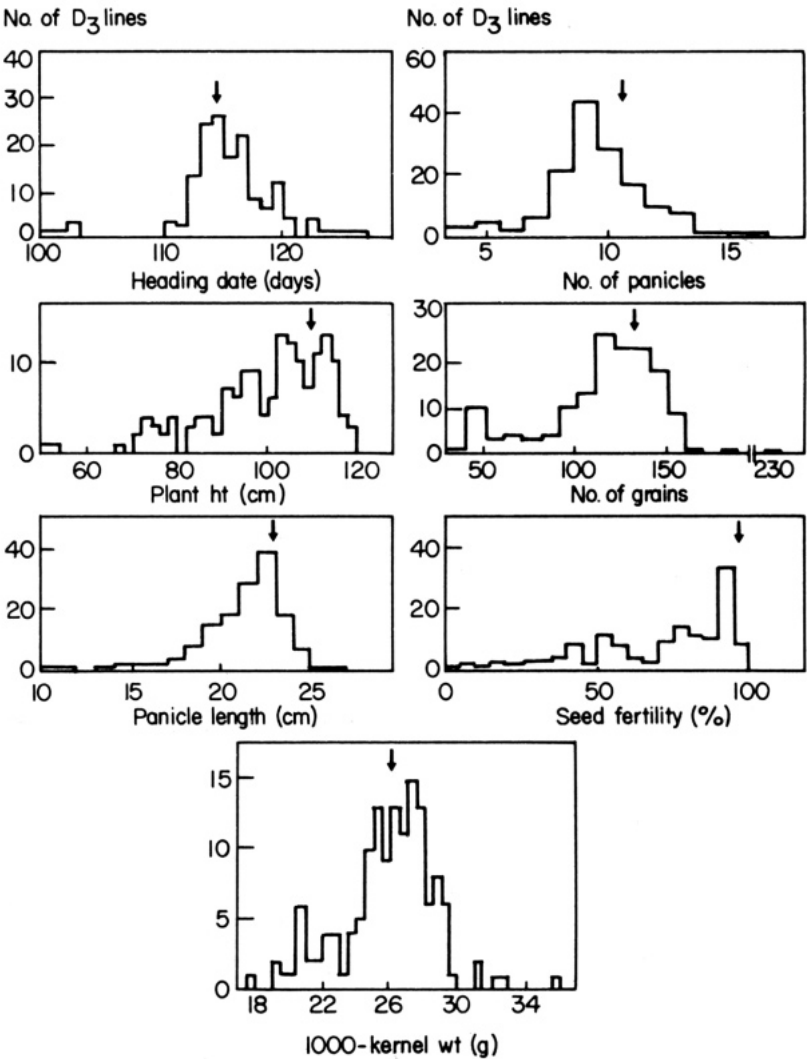 No. of D3 lines
No. of D3 lines
40
30
20
10
0
100 110 120
Heading date (days)
60
40
20
0
5 10 15
No. of panicles
10
0
60 80 100 120
Plant ht (cm)
30
20
10
0
50 100 150 230
No. of grains
40
20
0
10 15 20 25
Panicle length (cm)
40
20
0
0 50 100
Seed fertility (%)
15
10
5
0
18 22 26 30 34
1000-kernel wt (g)